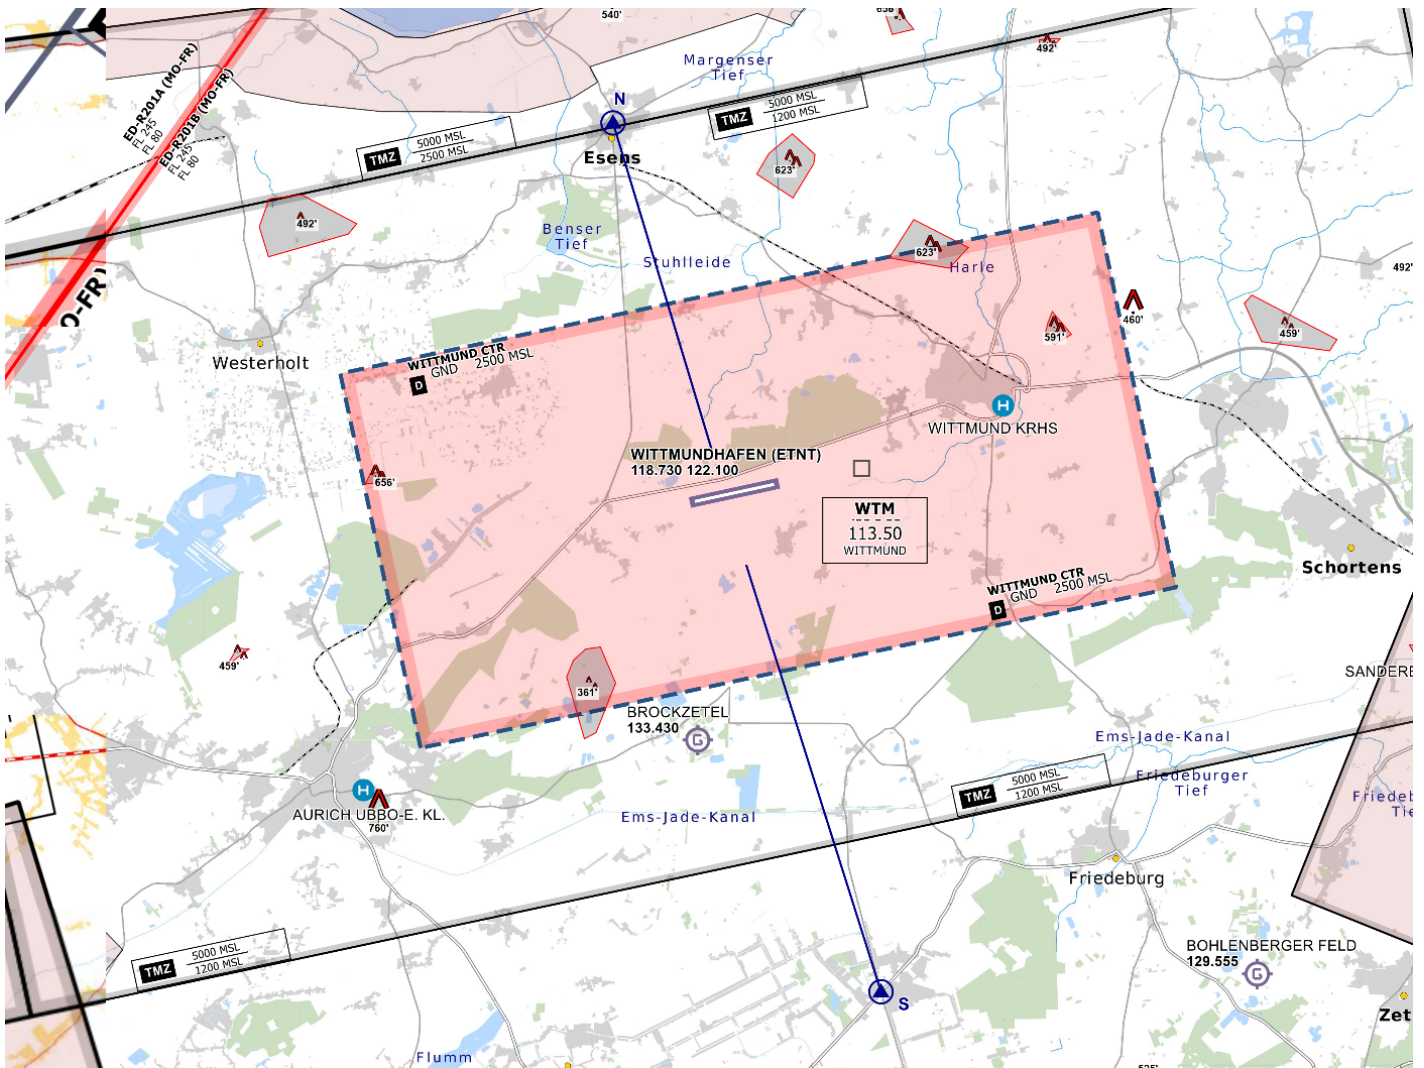 540'
656'
492'
Margenser
Tief
ED-R201A (MO-FR)
FL 245
FL 80
ED-R201B (MO-FR)
FL 245
FL 80
N
TMZ 5000 MSL
1200 MSL
TMZ 5000 MSL
2500 MSL
Esens
623'
492'
Benser
Tief
Stuhlleide
623'
Harle
492'
O-FR)
460'
591'
459'
Westerholt
WITTMUND CTR
D GND 2500 MSL
H
WITTMUND KRHS
WITTMUNDHAFEN (ETNT)
118.730 122.100
656'
WTM
113.50
WITTMUND
Schortens
WITTMUND CTR
D GND 2500 MSL
459'
361'
SANDERE
BROCKZETEL
133.430
G
Ems-Jade-Kanal
Friedeburger
Tief
TMZ 5000 MSL
1200 MSL
H
AURICH UBBO-E. KL.
760'
Ems-Jade-Kanal
Friedeb
Tie
Friedeburg
TMZ 5000 MSL
1200 MSL
BOHLENBERGER FELD
129.555
G
S
Zet
Flumm